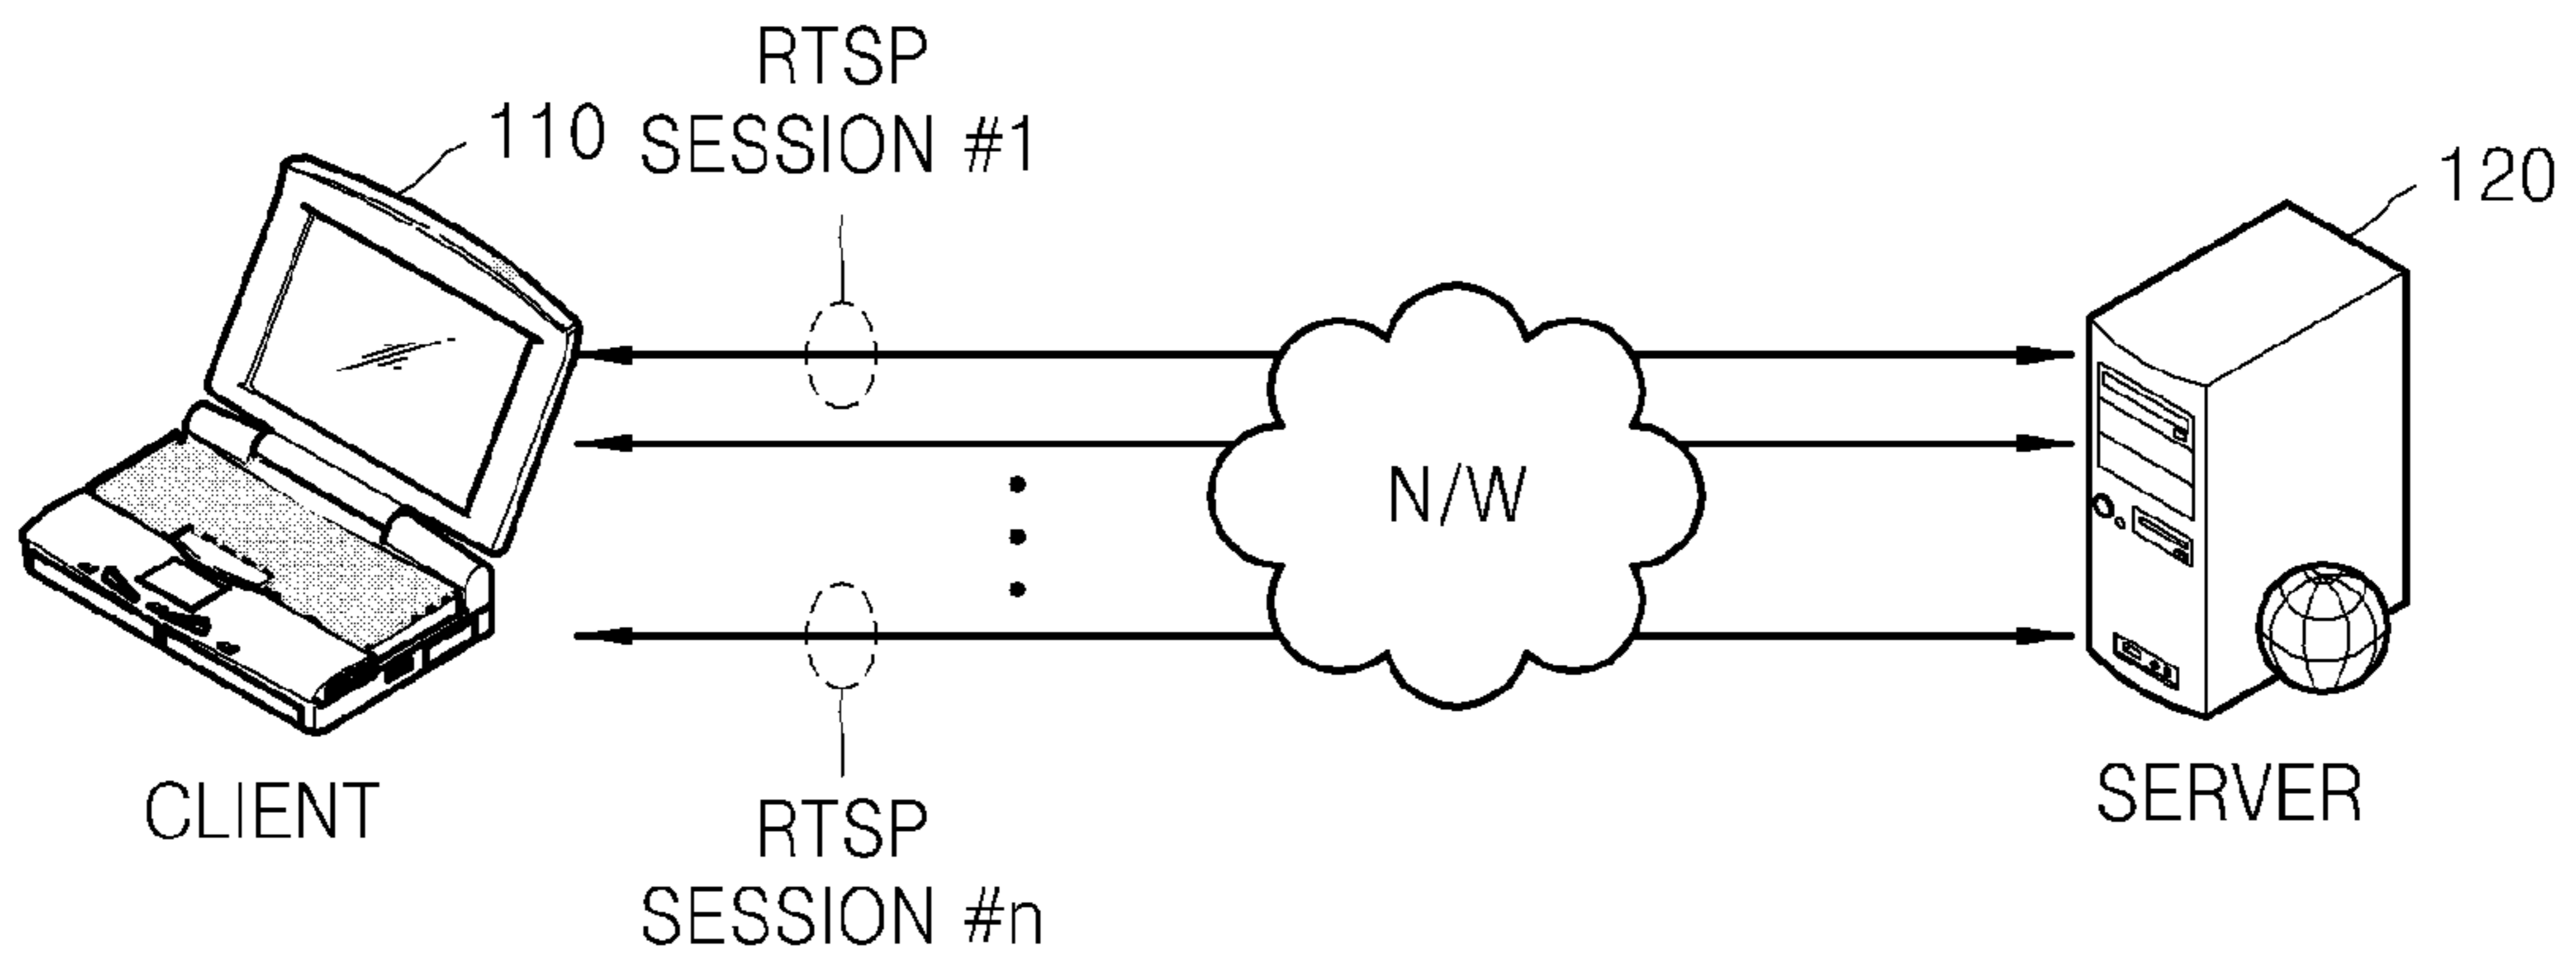 RTSP
SESSION #1
110
120
N/W
CLIENT
SERVER
RTSP
SESSION #n